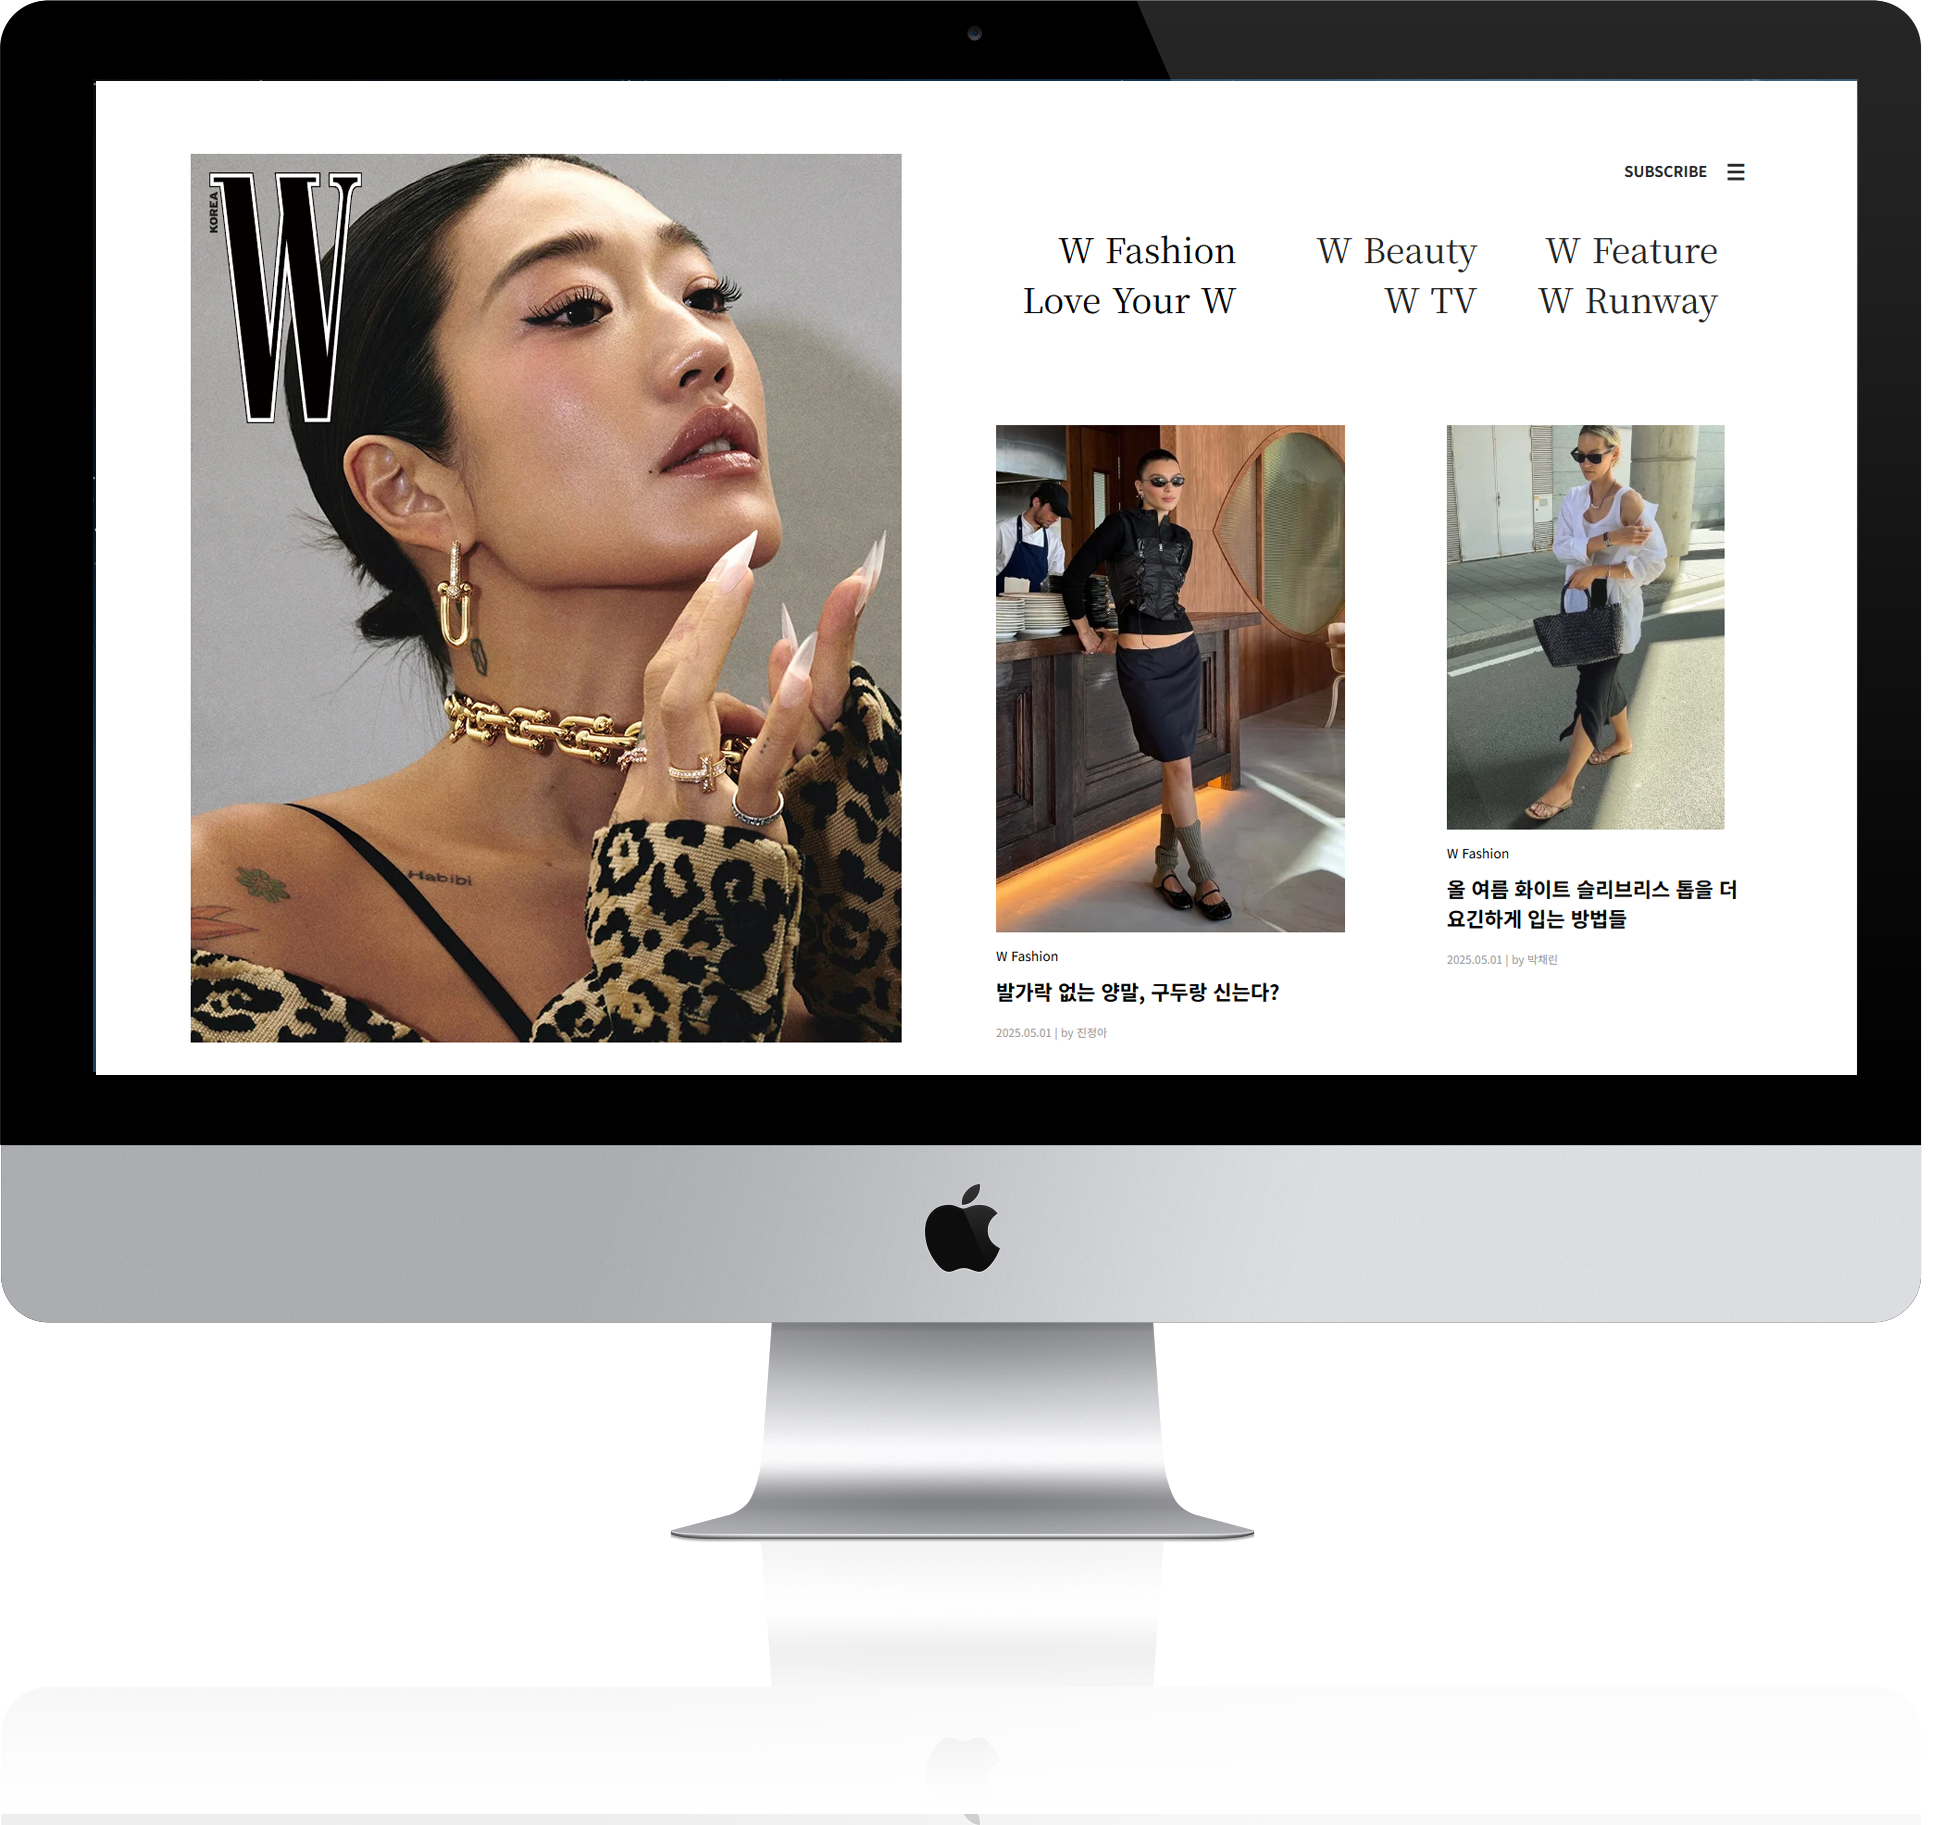 W
KOREA
Habibi
SUBSCRIBE
W Fashion
W Beauty
W Feature
Love Your W
W TV
W Runway
W Fashion
발가락 없는 양말, 구두랑 신는다?
2025.05.01 | by 진정아
W Fashion
올 여름 화이트 슬리브리스 톱을 더
요긴하게 입는 방법들
2025.05.01 | by 박채린